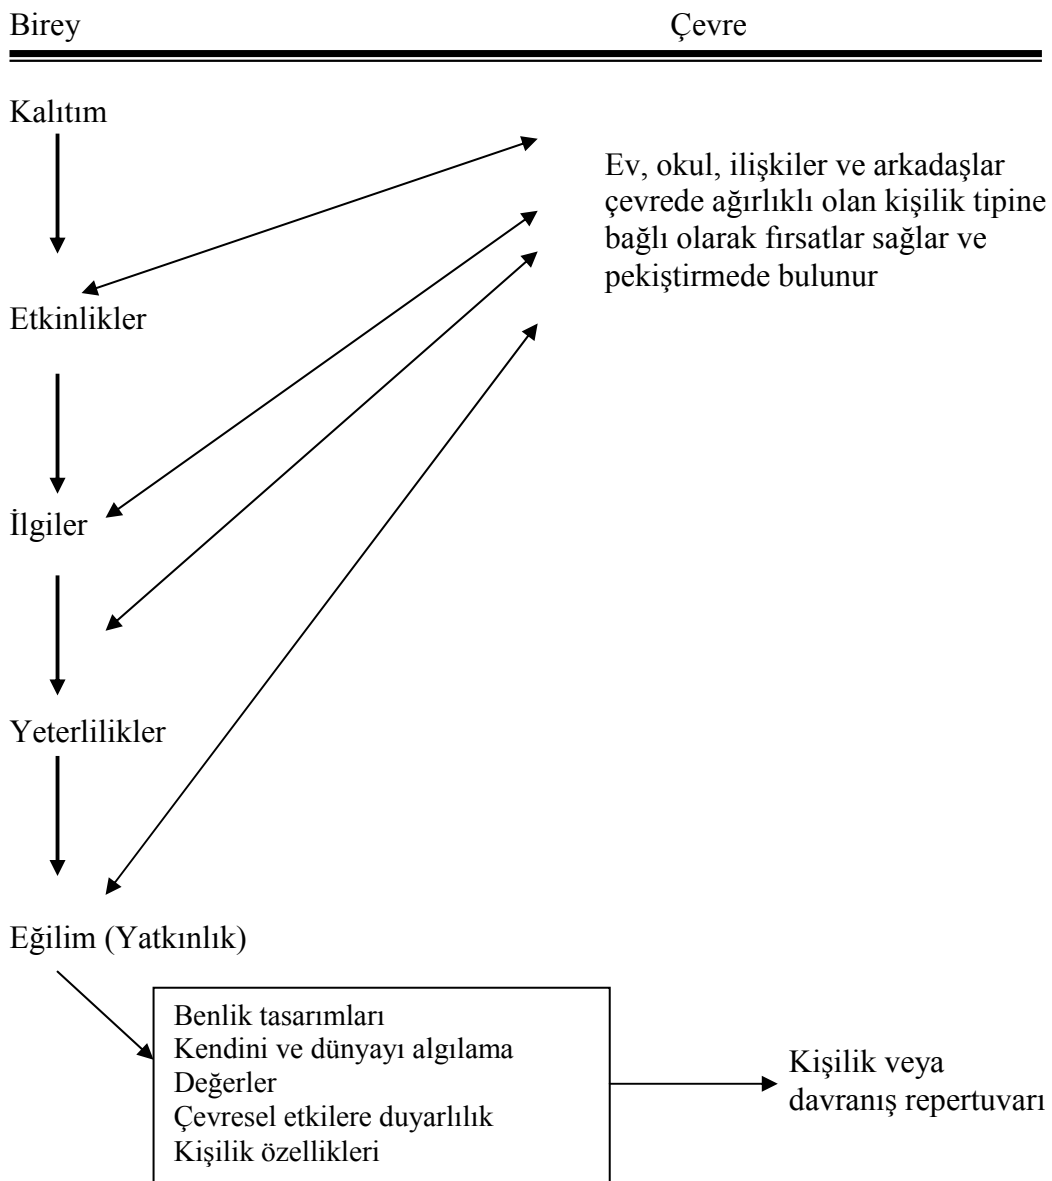 Birey Çevre
Kalıtım
Ev, okul, ilişkiler ve arkadaşlar
çevrede ağırlıklı olan kişilik tipine
bağlı olarak fırsatlar sağlar ve
pekiştirmede bulunur
Etkinlikler
İlgiler
Yeterlilikler
Eğilim (Yatkınlık)
Benlik tasarımları
Kendini ve dünyayı algılama
Değerler
Çevresel etkilere duyarlılık
Kişilik özellikleri
Kişilik veya
davranış repertuvarı